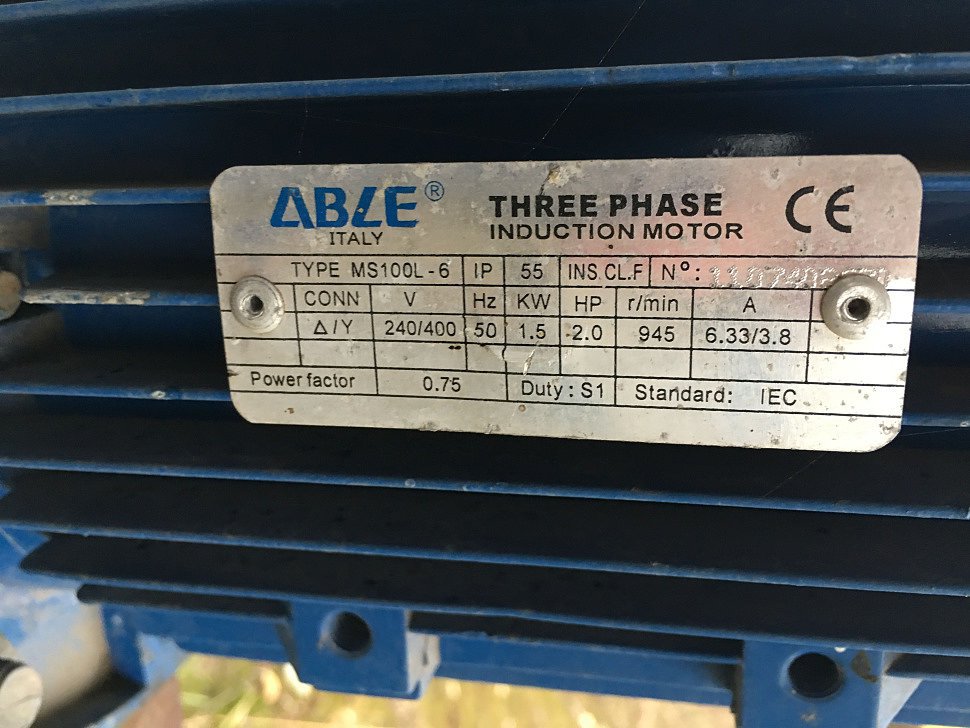 ABLE®
ITALY
THREE PHASE
INDUCTION MOTOR
CE
TYPE MS100L-6 IP 55 INS.CL.F Nº:
CONN V Hz KW HP r/min A
Δ/Y 240/400 50 1.5 2.0 945 6.33/3.8
Power factor 0.75 Duty: S1 Standard: IEC